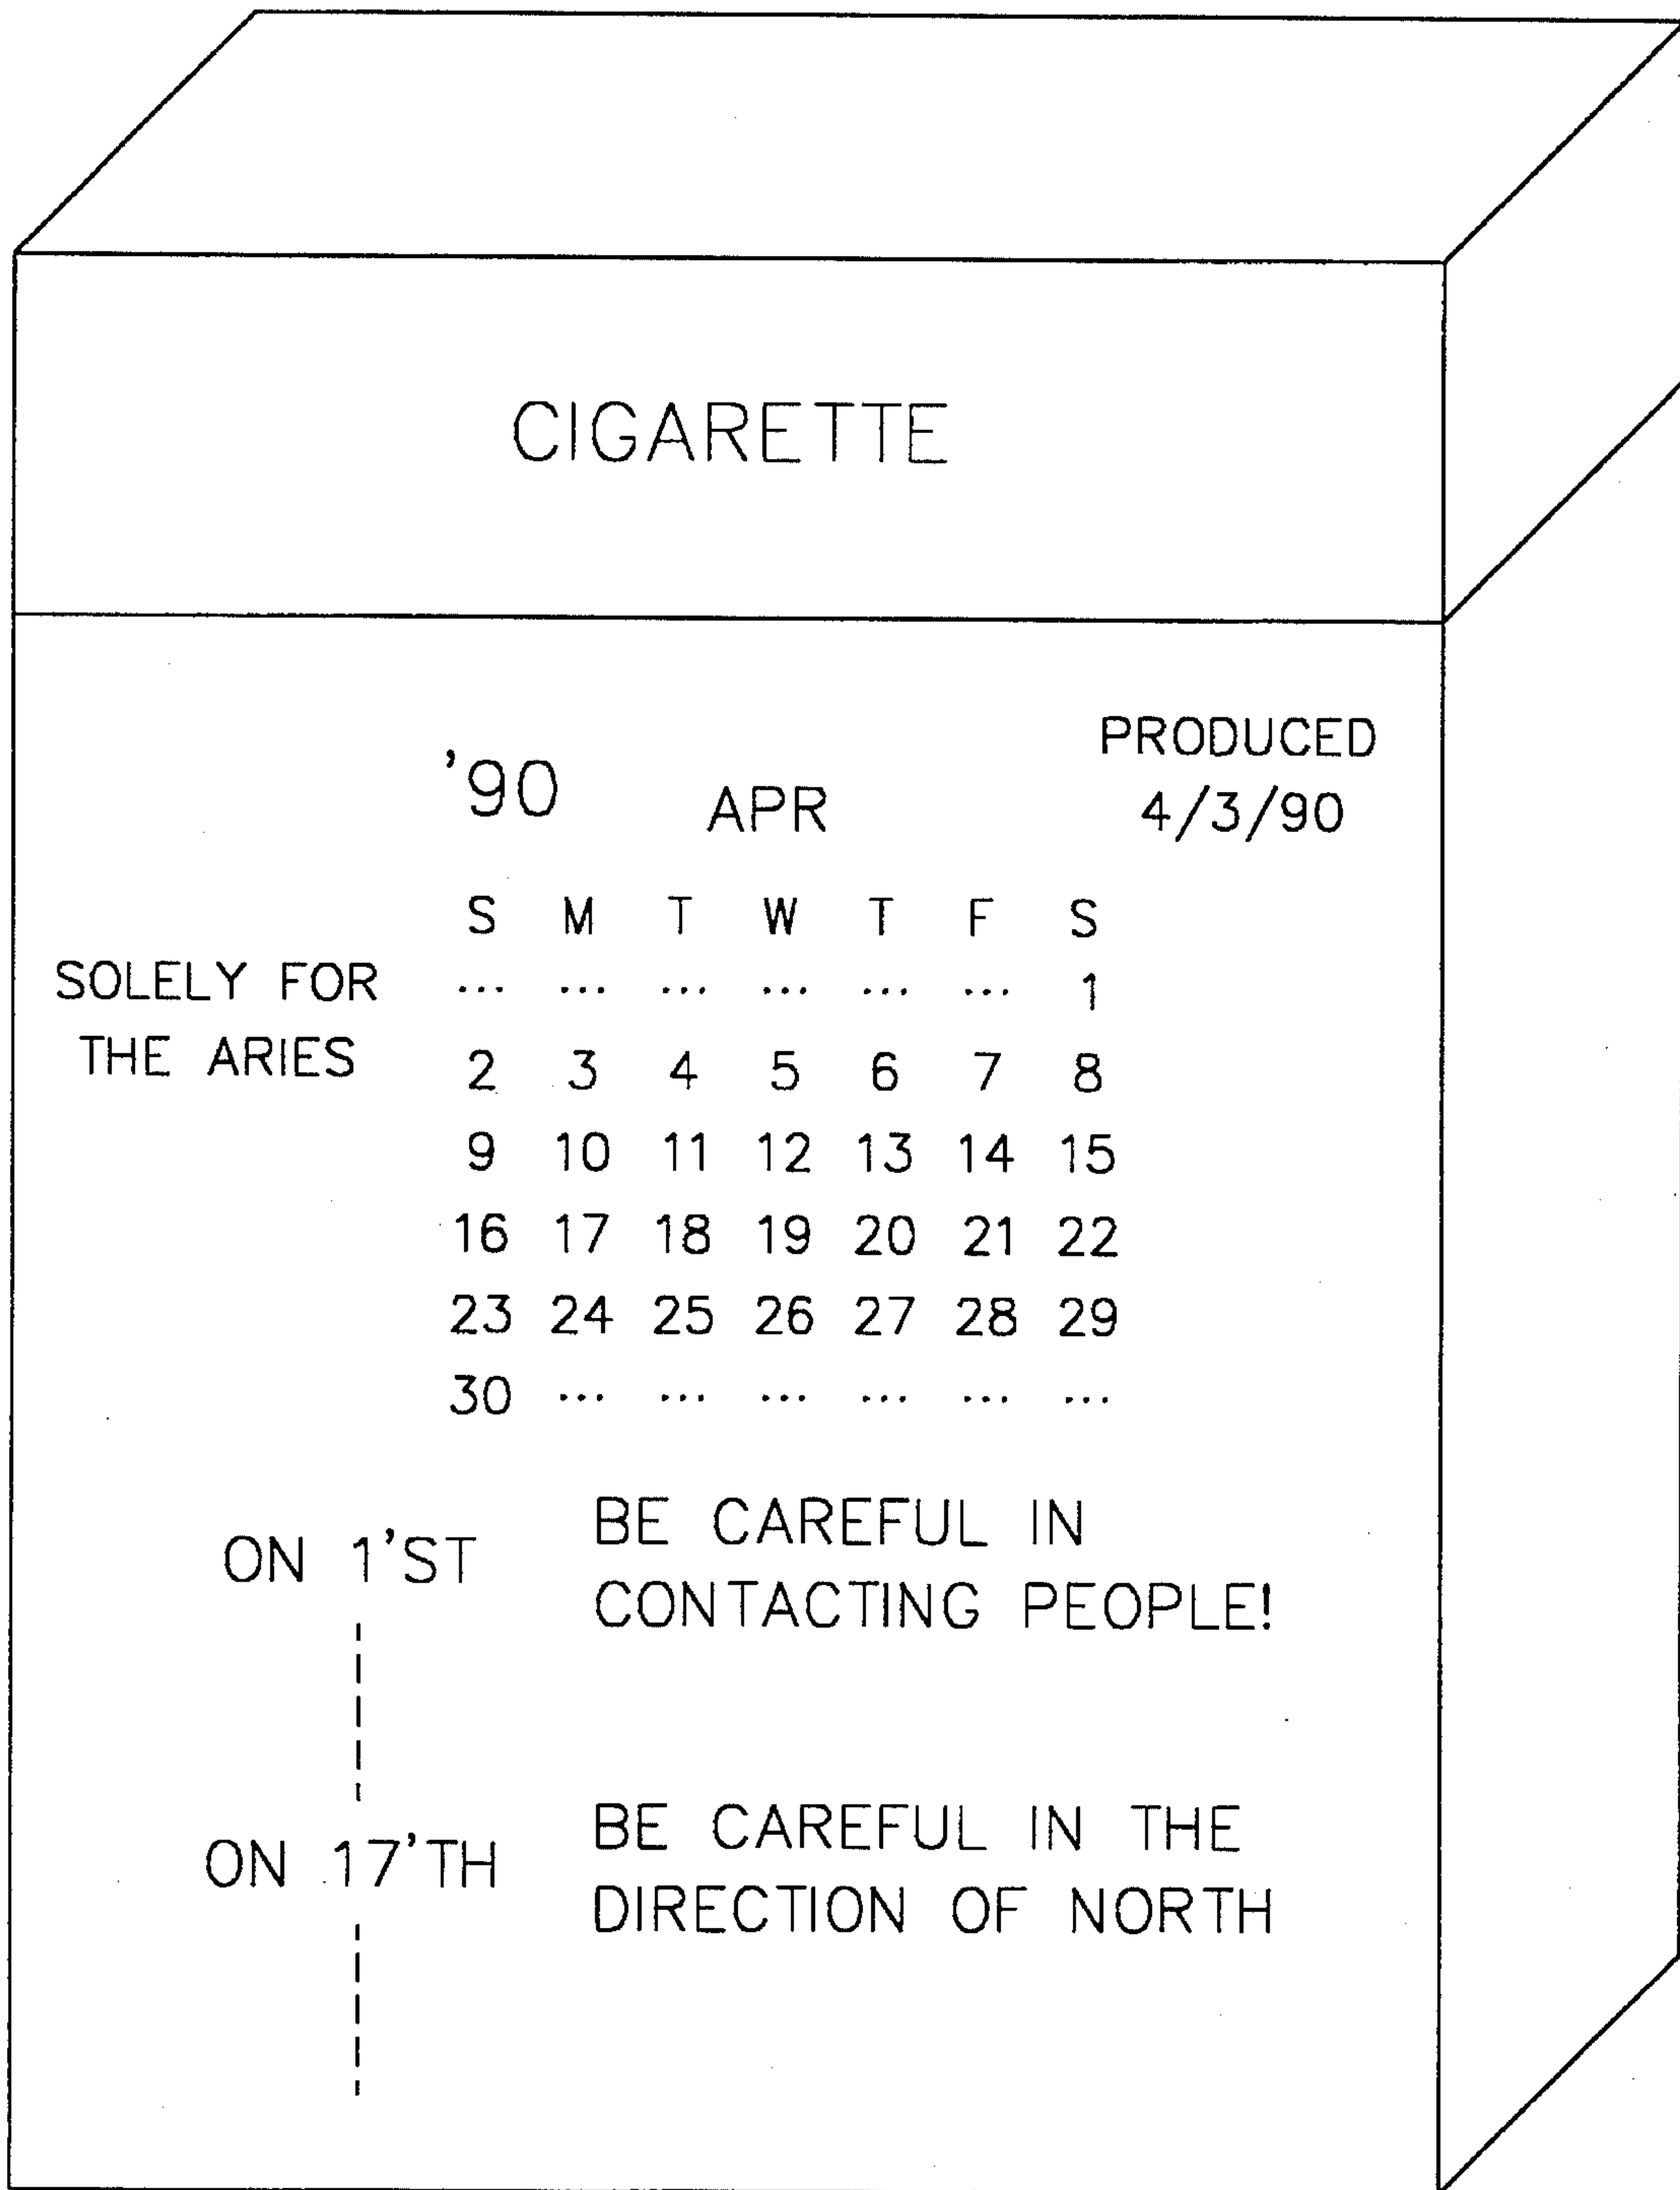 CIGARETTE
PRODUCED
'90 APR 4/3/90
S M T W T F S
SOLELY FOR ... ... ... ... ... ... 1
THE ARIES 2 3 4 5 6 7 8
9 10 11 12 13 14 15
16 17 18 19 20 21 22
23 24 25 26 27 28 29
30 ... ... ... ... ... ...
ON 1'ST BE CAREFUL IN
CONTACTING PEOPLE!
ON 17'TH BE CAREFUL IN THE
DIRECTION OF NORTH